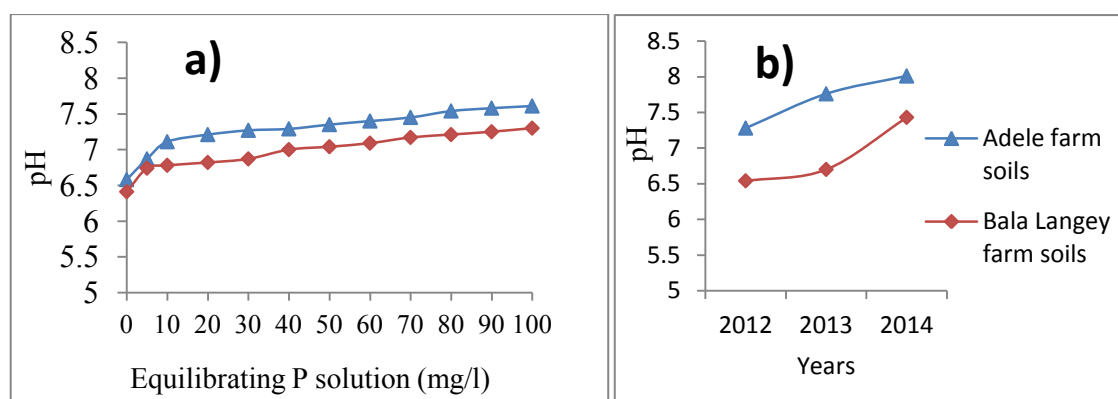 a)
8.5
8
7.5
7
6.5
6
5.5
5
pH
0 10 20 30 40 50 60 70 80 90 100
Equilibrating P solution (mg/l)
b)
8.5
8
7.5
7
6.5
6
5.5
5
pH
2012 2013 2014
Years
Adele farm
soils
Bala Langey
farm soils